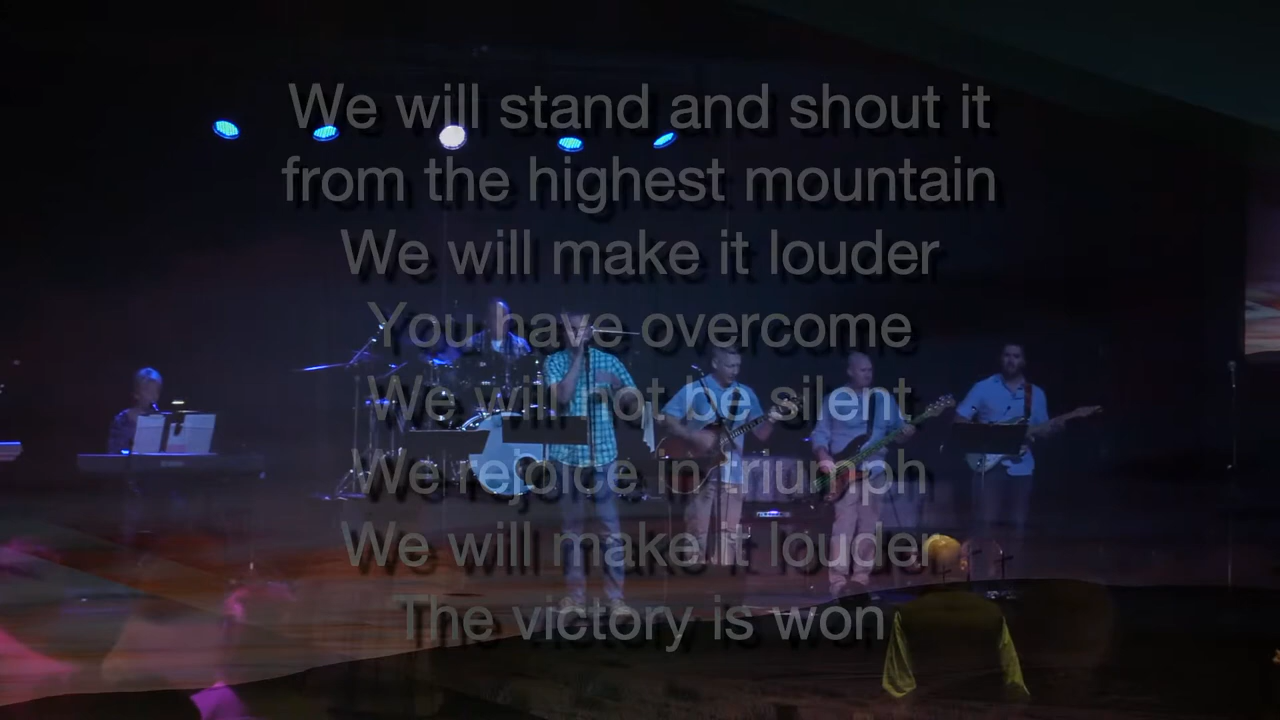 We will stand and shout it
from the highest mountain
We will make it louder
You have overcome
We will not be silent
We rejoice in triumph
We will make it louder
The victory is won